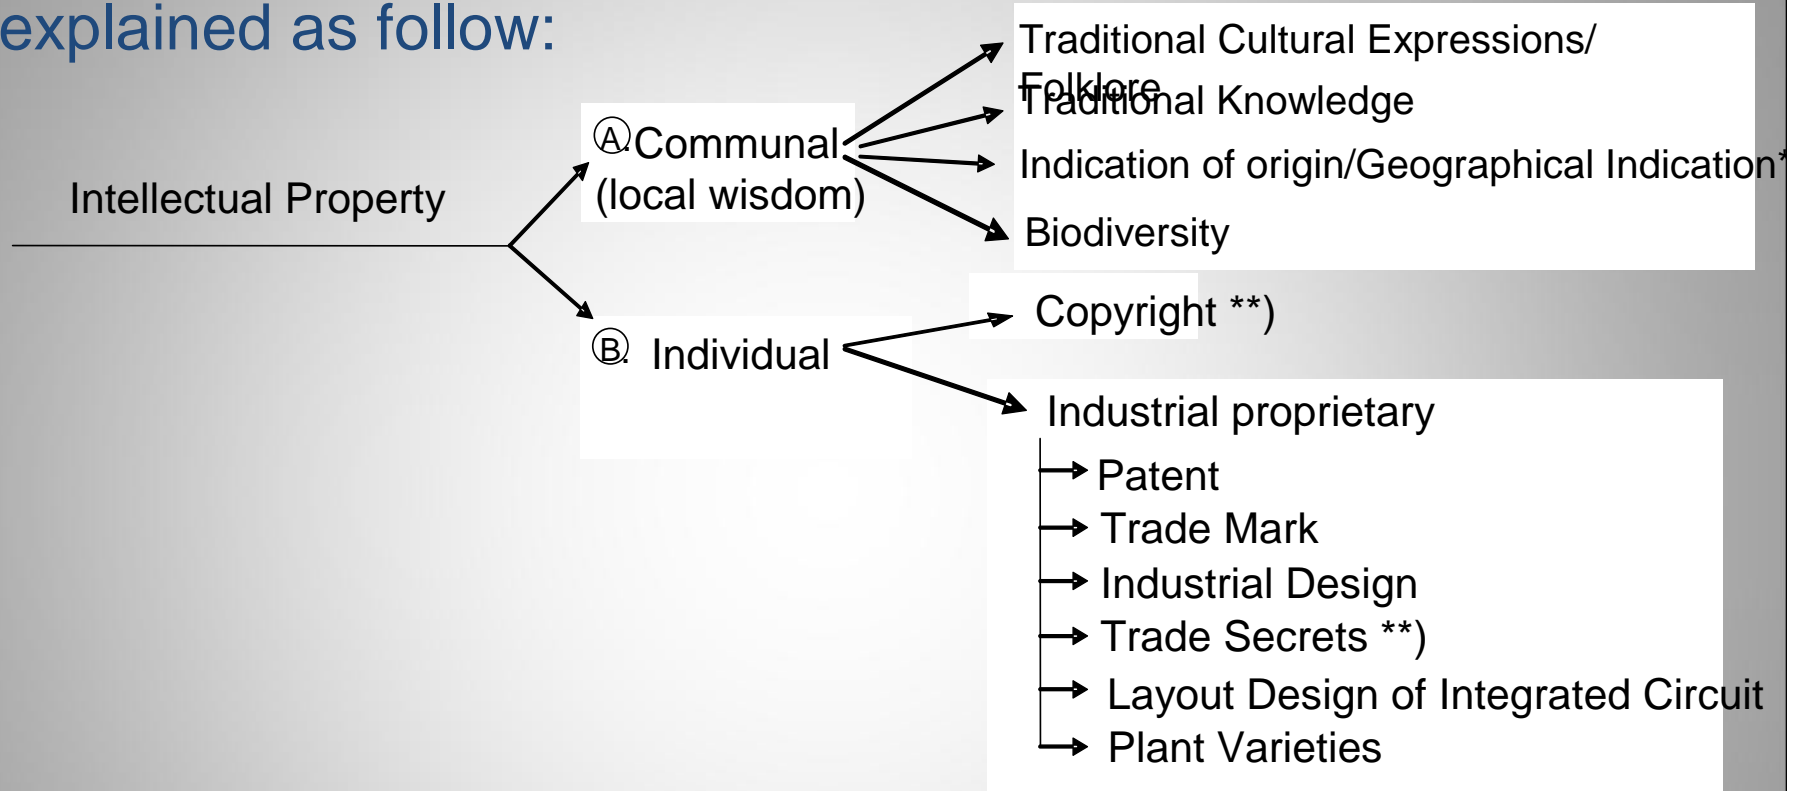 explained as follow:
Intellectual Property
A. Communal
(local wisdom)
Traditional Cultural Expressions/
Folklore
Traditional Knowledge
Indication of origin/Geographical Indication*
Biodiversity
B. Individual
Copyright **)
Industrial proprietary
Patent
Trade Mark
Industrial Design
Trade Secrets **)
Layout Design of Integrated Circuit
Plant Varieties